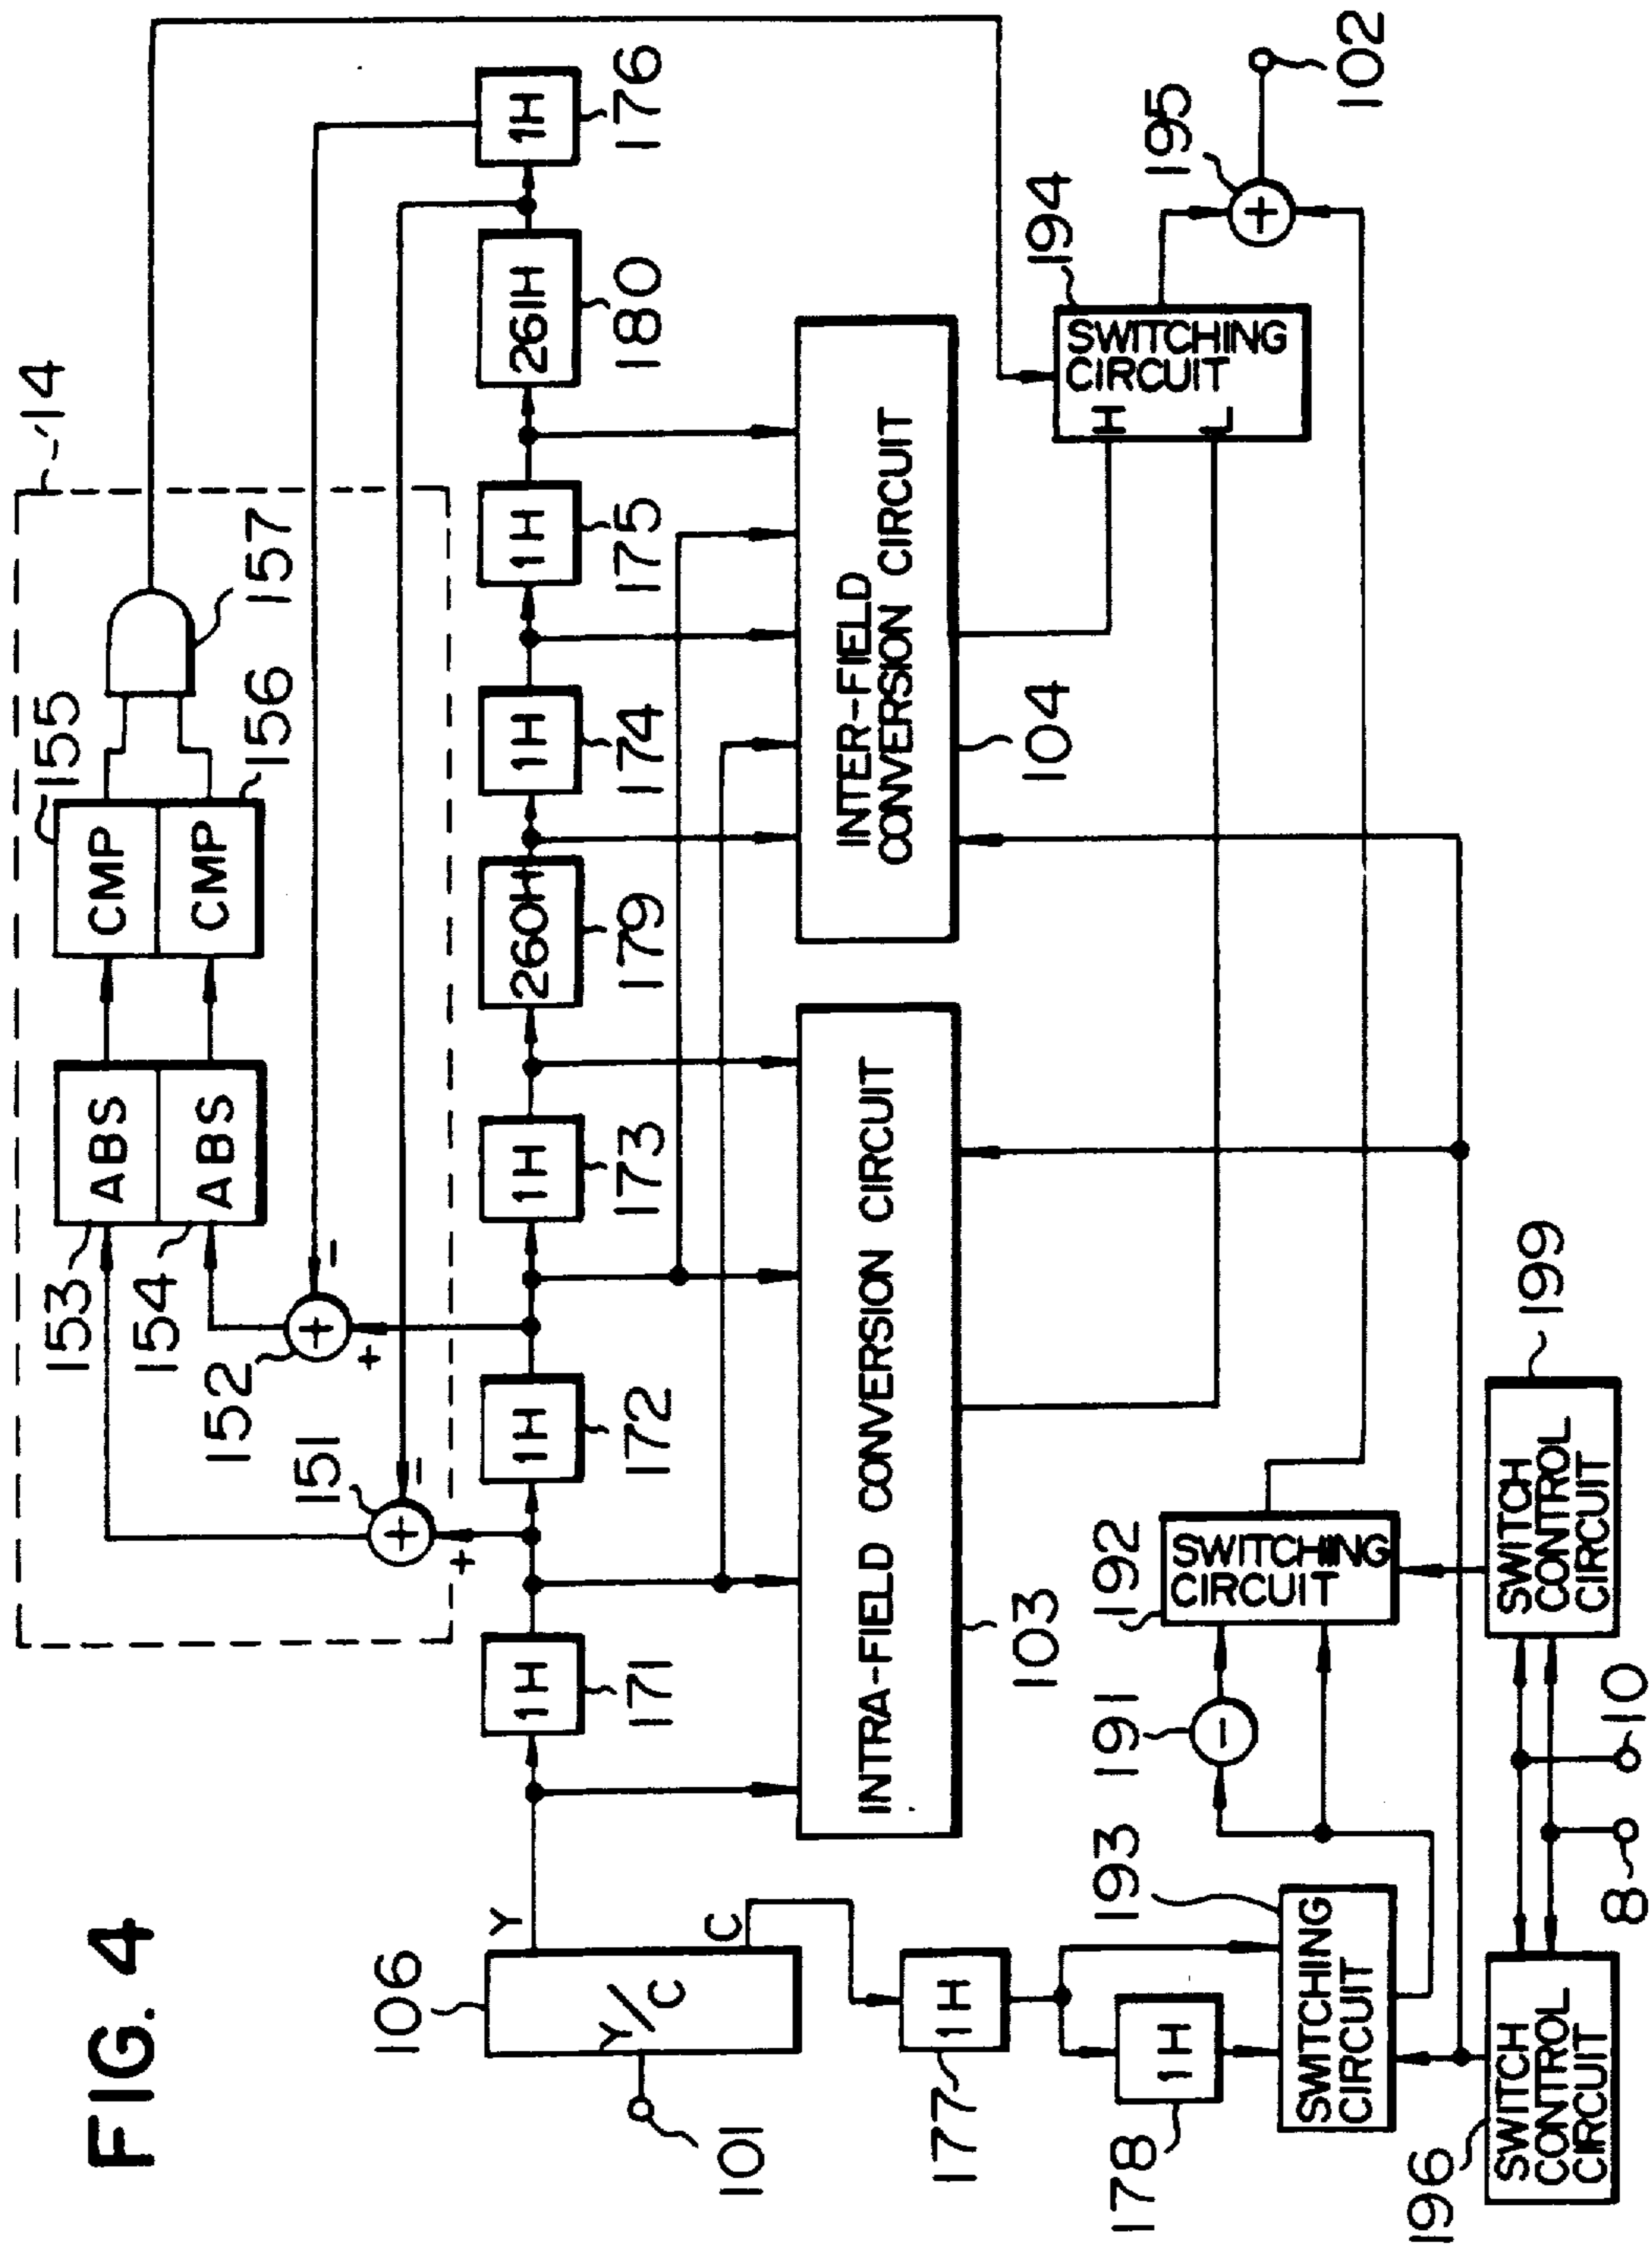 FIG. 4
14
155
CMP
CMP
156
157
153
ABS
ABS
154
152
+
-
151
+
-
+
+
106
Y
C
Y/C
101
1H
171
1H
172
1H
173
260H
179
1H
174
1H
175
261H
180
1H
176
INTRA-FIELD CONVERSION CIRCUIT
103
INTER-FIELD
CONVERSION CIRCUIT
104
194
SWITCHING
CIRCUIT
H
L
195
+
102
1H
177
1H
178
193
SWITCHING
CIRCUIT
191
-
192
SWITCHING
CIRCUIT
196
SWITCH
CONTROL
CIRCUIT
8
10
SWITCH
CONTROL
CIRCUIT
199